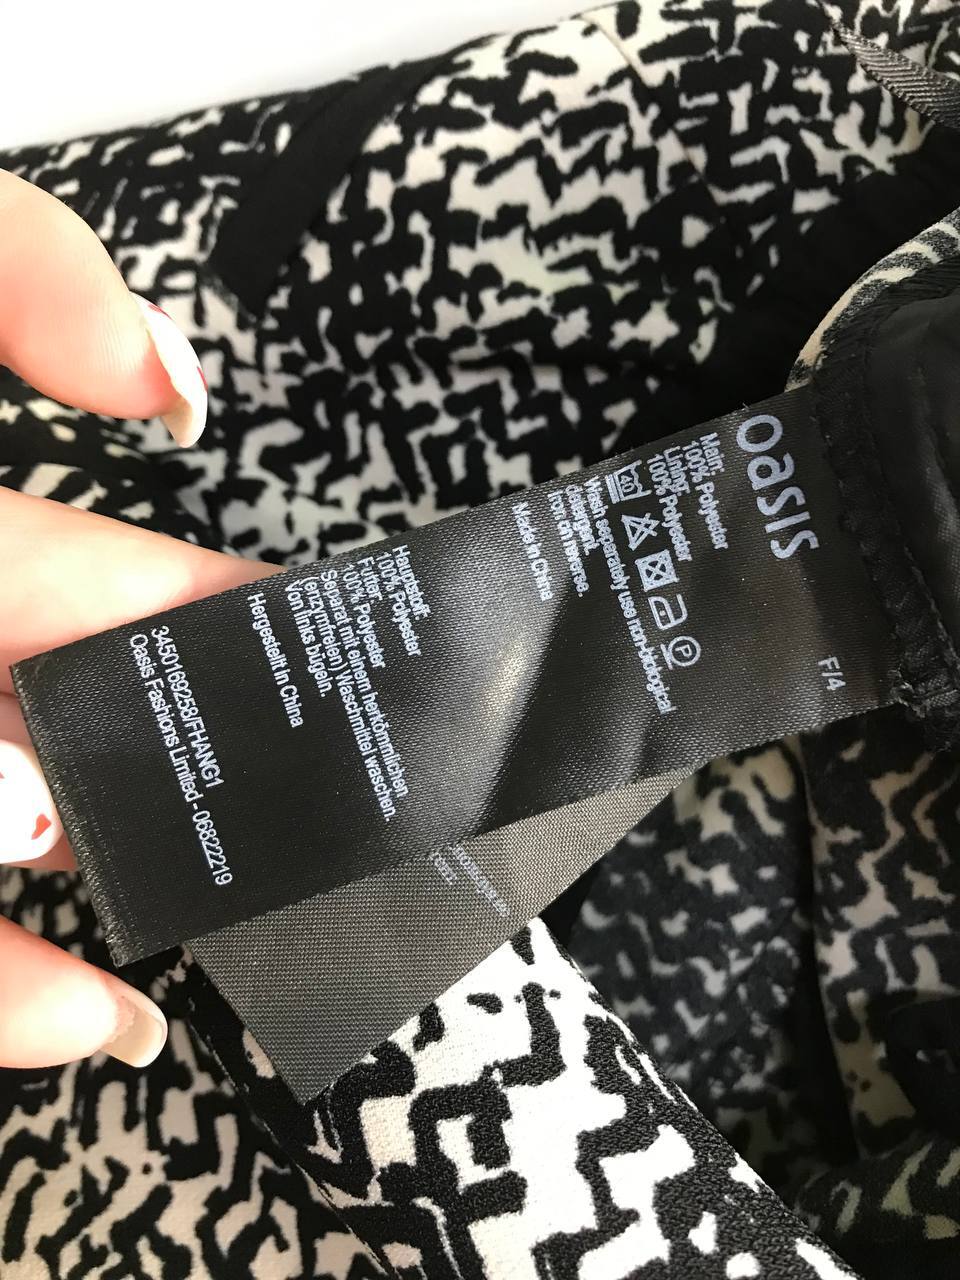 oasis
F/4
Main:
100% Polyester
Lining:
100% Polyester
40 P
Wash separately use non-biological
detergent.
Iron on reverse.
Made in China
Hauptstoff:
100% Polyester
Futter:
100% Polyester
Separat mit einem herkömmlichen
(enzymfreien) Waschmittel waschen.
Von links bügeln.
Hergestellt in China
3450169258/FHANG1
Oasis Fashions Limited - 06822219